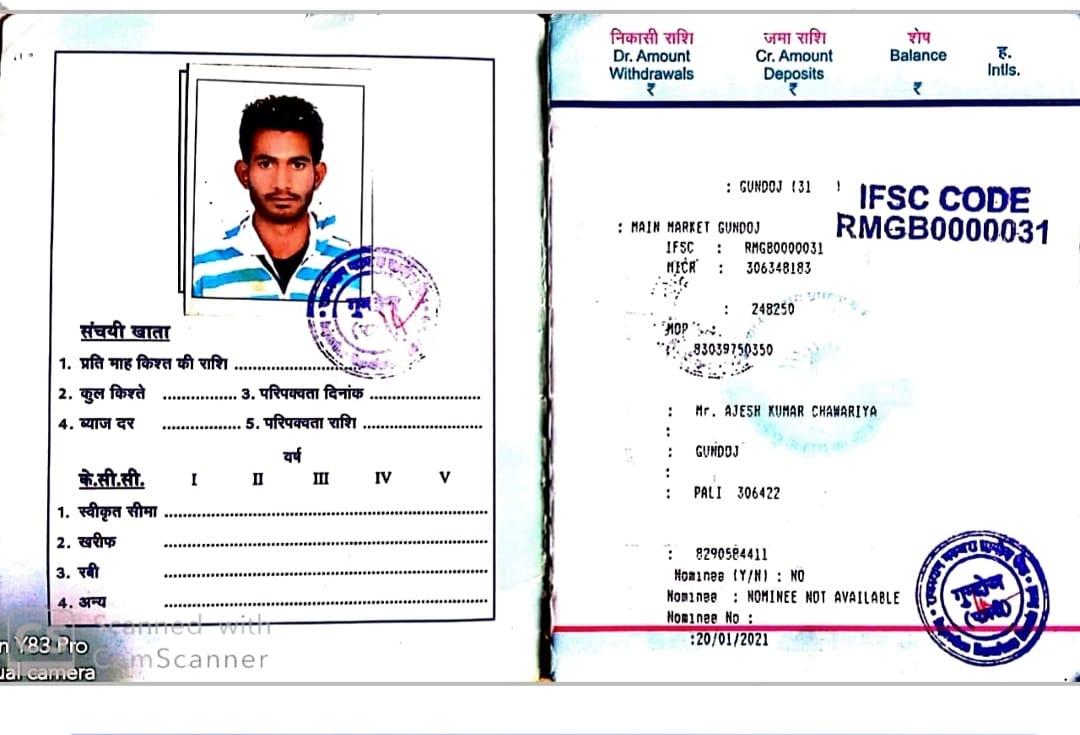 संचयी खाता
1. प्रति माह किश्त की राशि ........................
2. कुल किश्ते ................ 3. परिपक्वता दिनांक ........................
4. ब्याज दर ................. 5. परिपक्वता राशि ..........................
वर्ष
के.सी.सी. I II III IV V
1. स्वीकृत सीमा ........................................................................
2. खरीफ ........................................................................
3. रबी ........................................................................
4. अन्य ........................................................................
Scanned with
CamScanner
Y83 Pro
camera
निकासी राशि जमा राशि शेष ह.
Dr. Amount Cr. Amount Balance Intls.
Withdrawals Deposits
₹ ₹ ₹
: GUNDOJ (31 )
IFSC CODE
RMGB0000031
: MAIN MARKET GUNDOJ
IFSC : RMGB0000031
MICR : 306348183
: 248250
MOP
83039750350
: Mr. AJESH KUMAR CHAWARIYA
:
: GUNDOJ
:
: PALI 306422
: 8290584411
Nominee (Y/N) : NO
Nominee : NOMINEE NOT AVAILABLE
Nominee No :
:20/01/2021
गुन्दोज
(पाली)